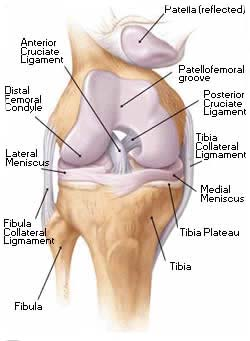 Patella (reflected)
Anterior
Cruciate
Ligament
Patellofemoral
groove
Distal
Femoral
Condyle
Posterior
Cruciate
Ligament
Tibia
Collateral
Ligament
Lateral
Meniscus
Medial
Meniscus
Fibula
Collateral
Ligmament
Tibia Plateau
Tibia
Fibula